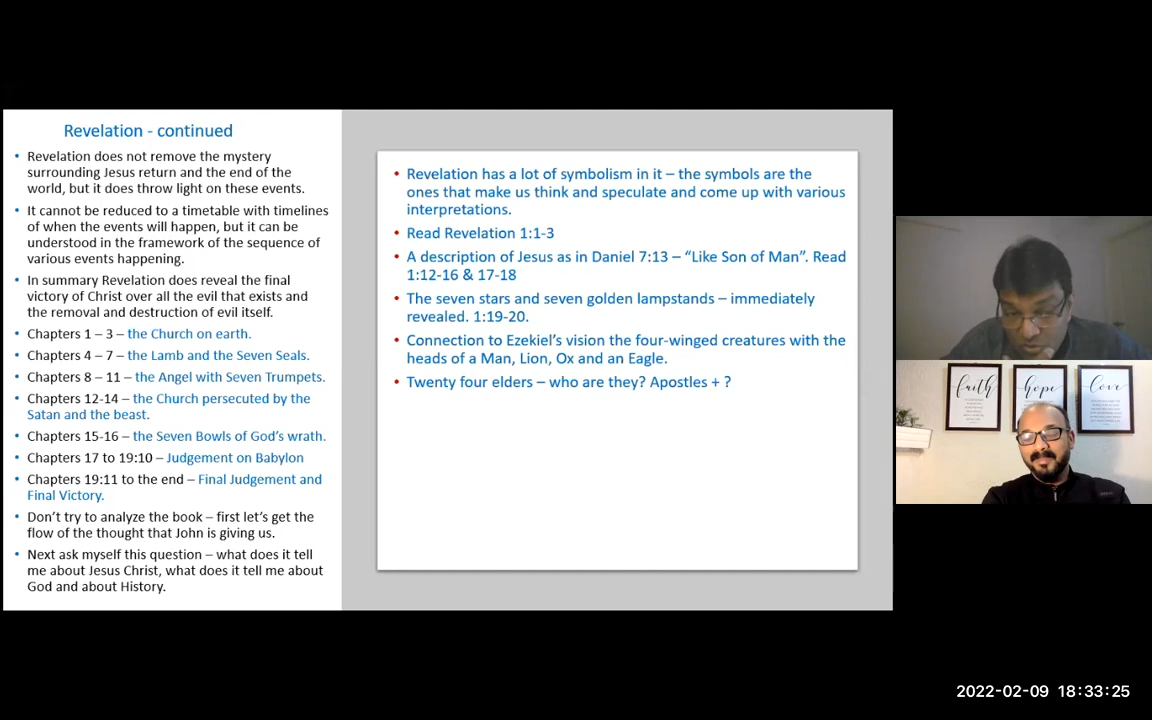 Revelation - continued
• Revelation does not remove the mystery
surrounding Jesus return and the end of the
world, but it does throw light on these events.
• It cannot be reduced to a timetable with timelines
of when the events will happen, but it can be
understood in the framework of the sequence of
various events happening.
• In summary Revelation does reveal the final
victory of Christ over all the evil that exists and
the removal and destruction of evil itself.
• Chapters 1 – 3 – the Church on earth.
• Chapters 4 – 7 – the Lamb and the Seven Seals.
• Chapters 8 – 11 – the Angel with Seven Trumpets.
• Chapters 12-14 – the Church persecuted by the
Satan and the beast.
• Chapters 15-16 – the Seven Bowls of God’s wrath.
• Chapters 17 to 19:10 – Judgement on Babylon
• Chapters 19:11 to the end – Final Judgement and
Final Victory.
• Don’t try to analyze the book – first let’s get the
flow of the thought that John is giving us.
• Next ask myself this question – what does it tell
me about Jesus Christ, what does it tell me about
God and about History.
• Revelation has a lot of symbolism in it – the symbols are the
ones that make us think and speculate and come up with various
interpretations.
• Read Revelation 1:1-3
• A description of Jesus as in Daniel 7:13 – “Like Son of Man”. Read
1:12-16 & 17-18
• The seven stars and seven golden lampstands – immediately
revealed. 1:19-20.
• Connection to Ezekiel’s vision the four-winged creatures with the
heads of a Man, Lion, Ox and an Eagle.
• Twenty four elders – who are they? Apostles + ?
faith
hope
love
2022-02-09 18:33:25